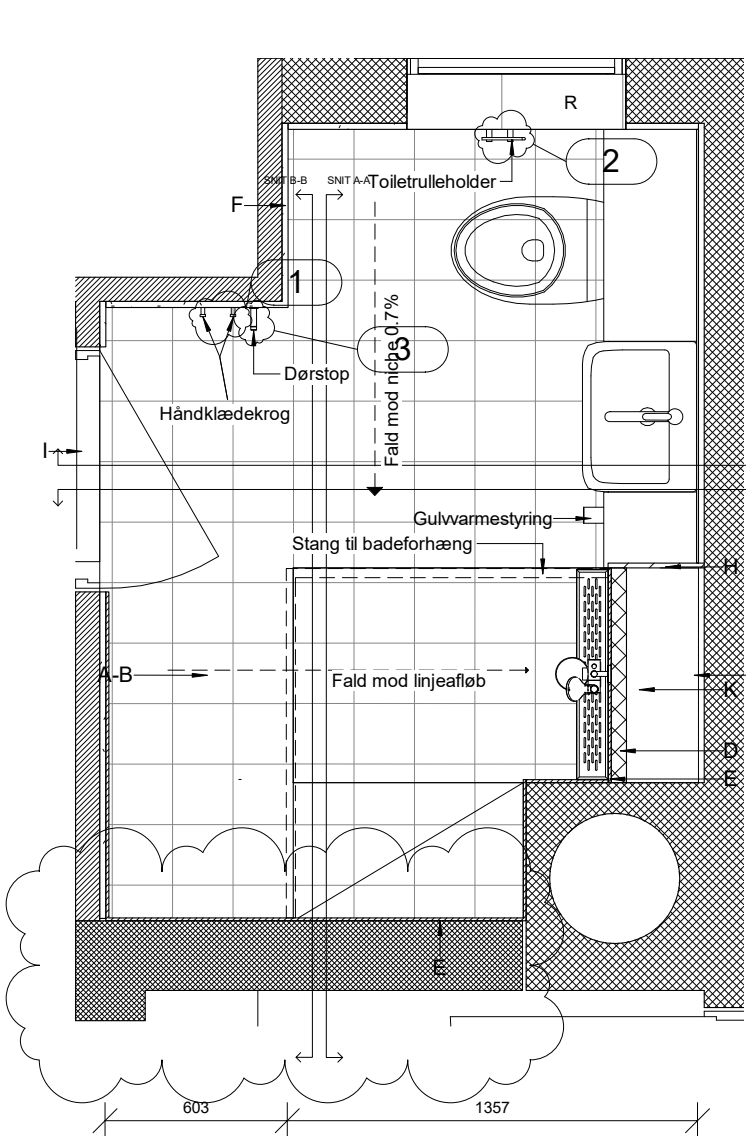 R
2
SNIT B-B
SNIT A-A
Toiletrulleholder
F
1
3
Dørstop
Fald mod niche 0.7%
Håndklædekrog
I
Gulvvarmestyring
Stang til badeforhæng
H
A-B
Fald mod linjeafløb
K
D
E
E
603
1357